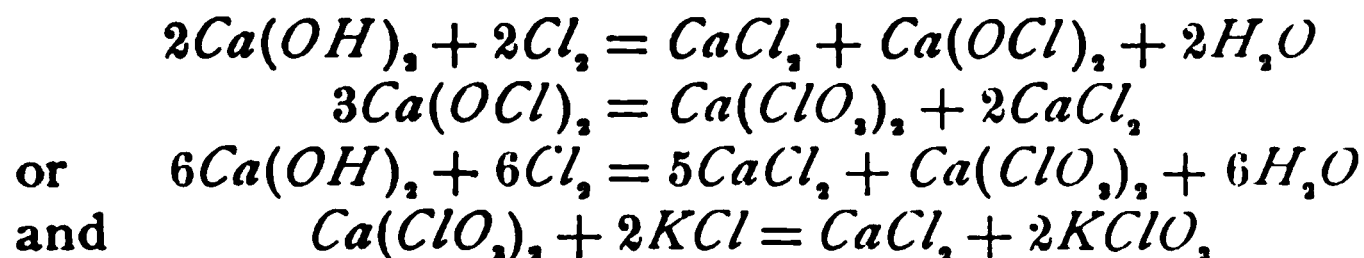 2Ca(OH)₂ + 2Cl₂ = CaCl₂ + Ca(OCl)₂ + 2H₂O
3Ca(OCl)₂ = Ca(ClO₃)₂ + 2CaCl₂
or 6Ca(OH)₂ + 6Cl₂ = 5CaCl₂ + Ca(ClO₃)₂ + 6H₂O
and Ca(ClO₃)₂ + 2KCl = CaCl₂ + 2KClO₃